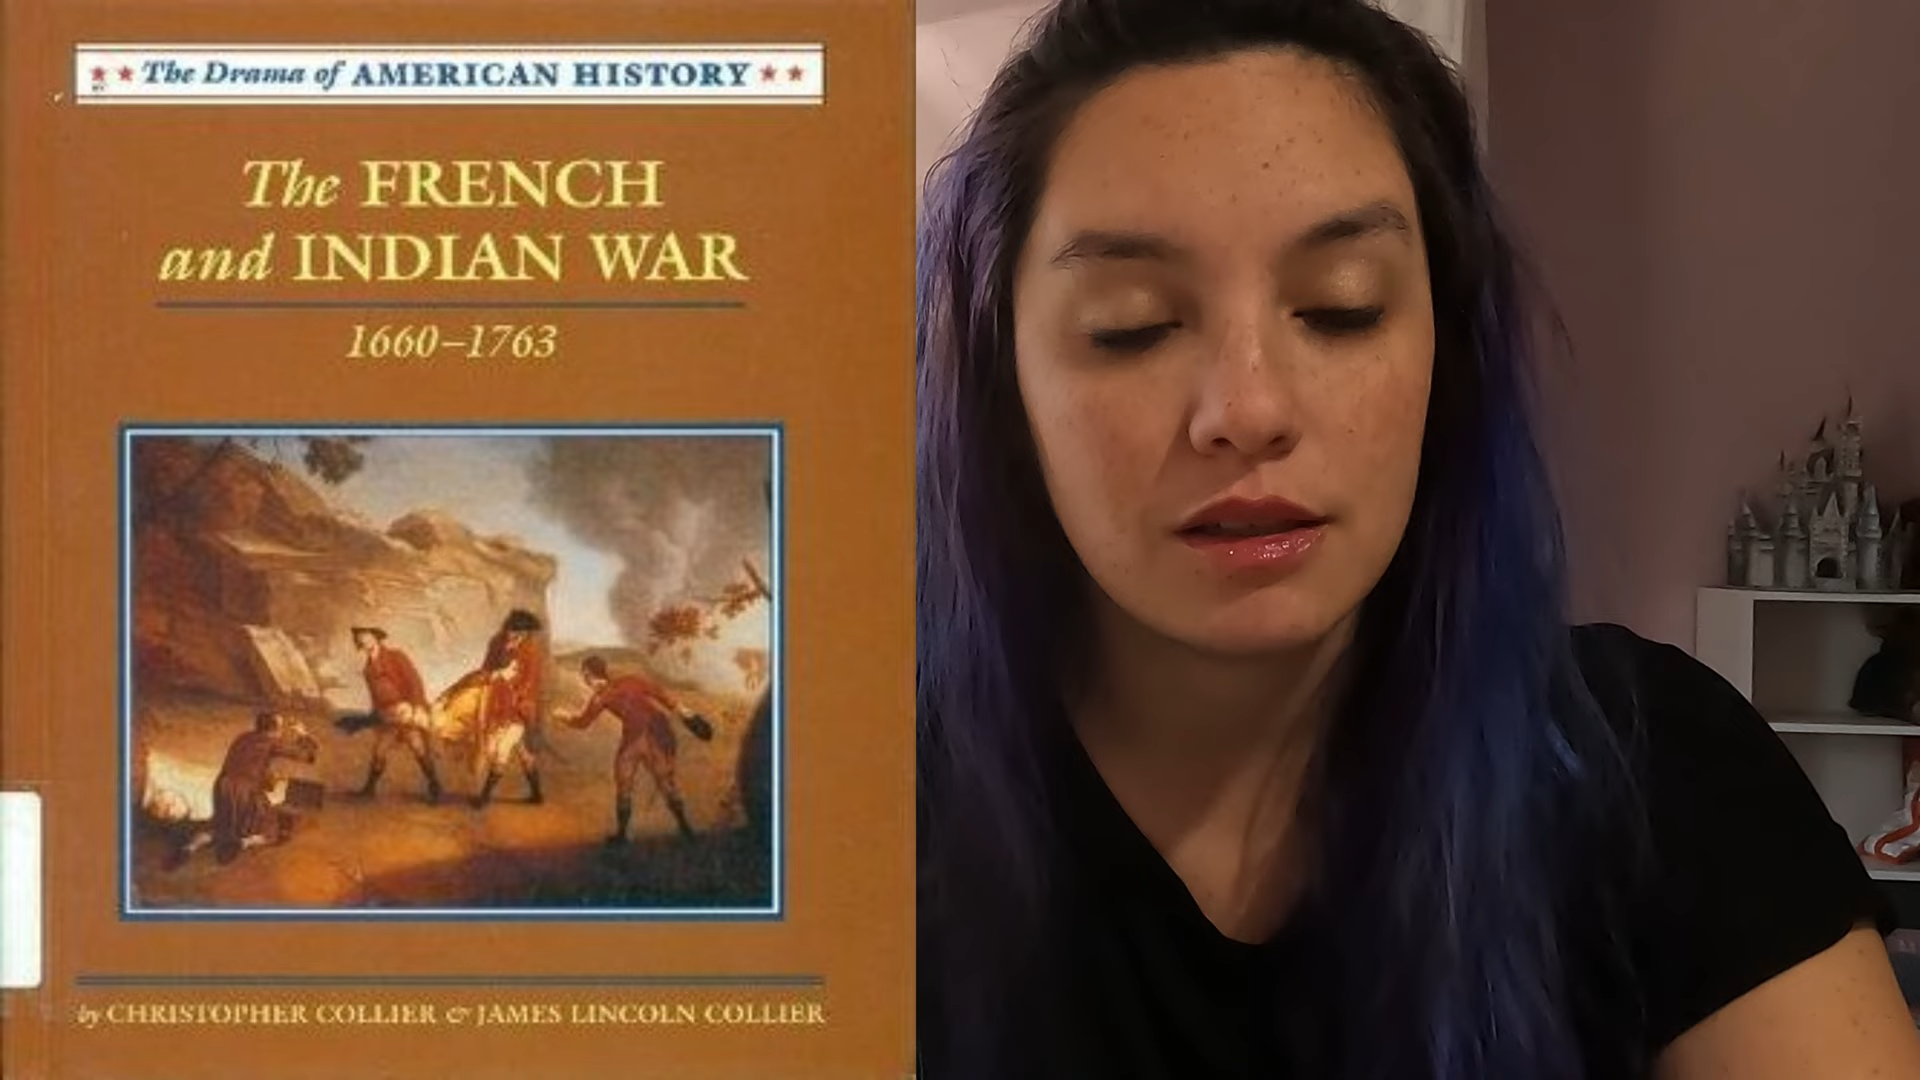 The Drama of AMERICAN HISTORY
The FRENCH
and INDIAN WAR
1660–1763
by CHRISTOPHER COLLIER & JAMES LINCOLN COLLIER